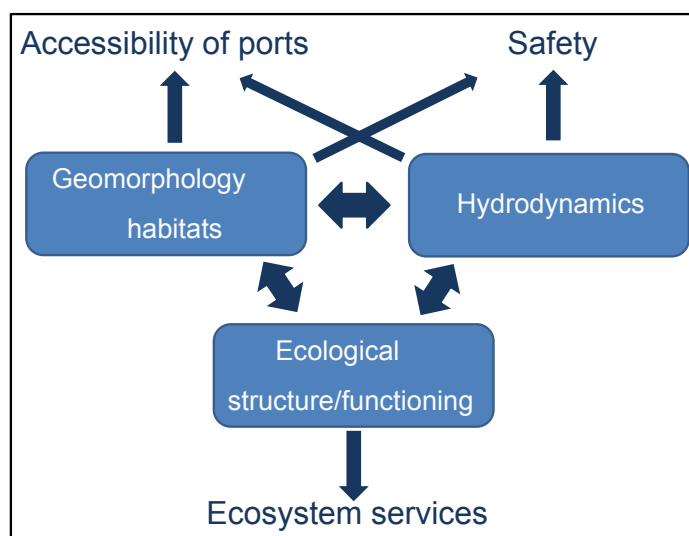 Accessibility of ports
Safety
Geomorphology
habitats
Hydrodynamics
Ecological
structure/functioning
Ecosystem services